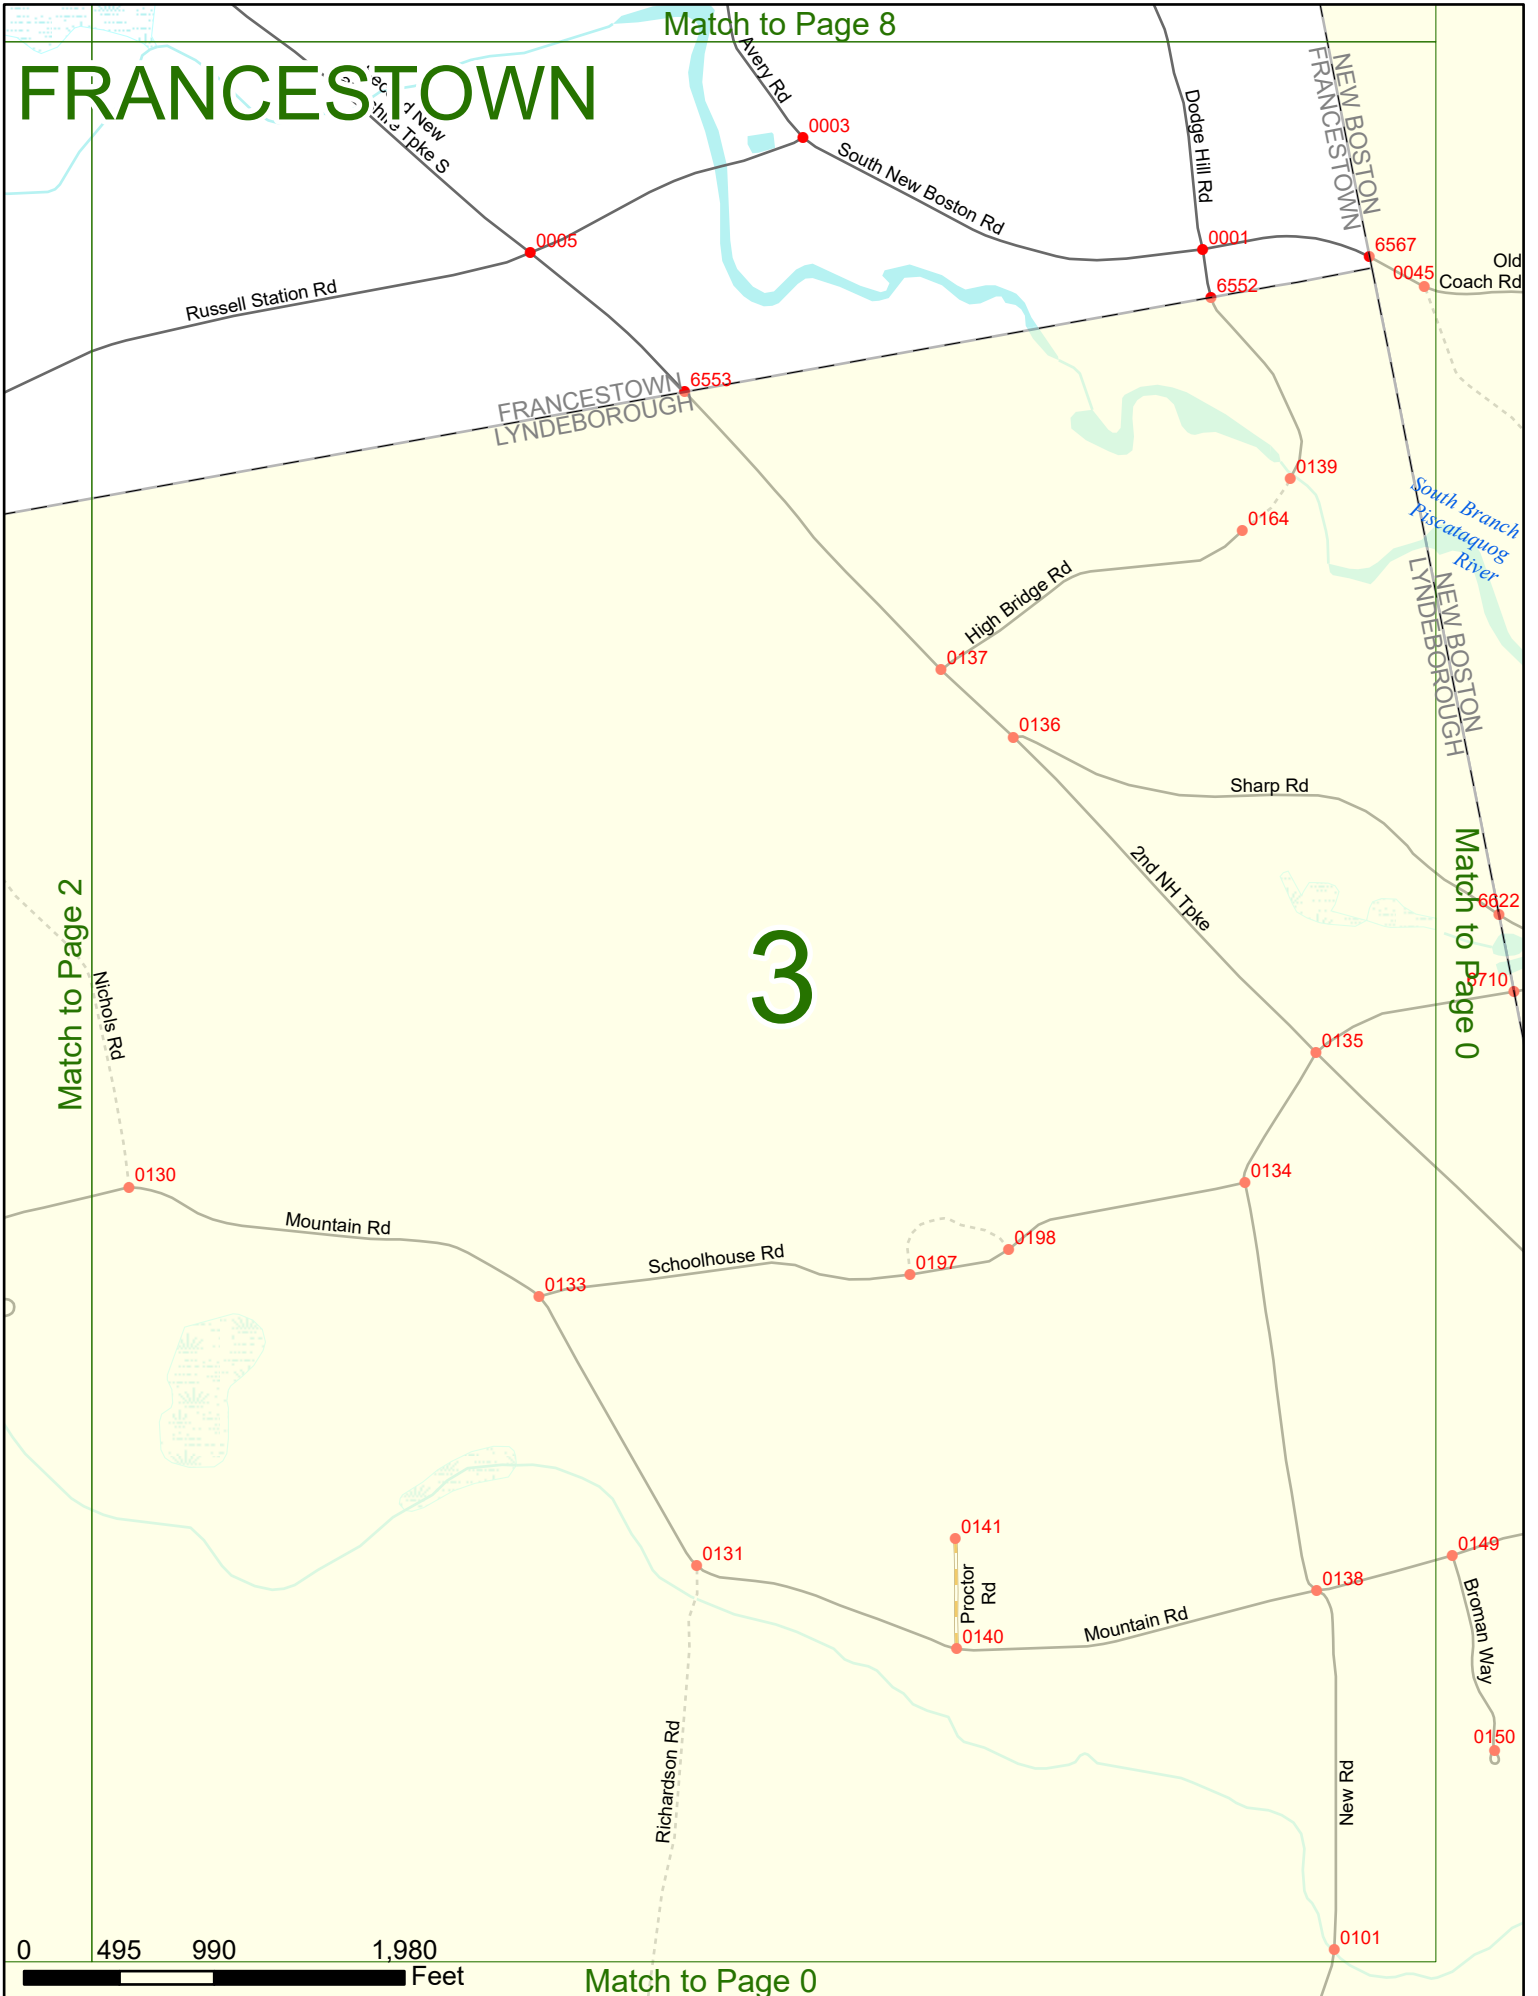 Match to Page 8
FRANCESTOWN
New
Tpke S
Avery Rd
0003
South New Boston Rd
Dodge Hill Rd
NEW BOSTON
FRANCESTOWN
0005
0001
6567
0045
Old
Coach Rd
Russell Station Rd
6552
6553
FRANCESTOWN
LYNDEBOROUGH
0139
0164
South Branch
Piscataquog
River
High Bridge Rd
NEW BOSTON
LYNDEBOROUGH
0137
0136
Sharp Rd
2nd NH Tpke
Match to Page 2
Match to Page 0
6622
3
Nichols Rd
6710
0135
0130
0134
Mountain Rd
0198
Schoolhouse Rd
0197
0133
0141
0131
0149
Proctor
Rd
0138
Broman Way
0140
Mountain Rd
Richardson Rd
0150
New Rd
0101
0 495 990 1,980
Feet
Match to Page 0